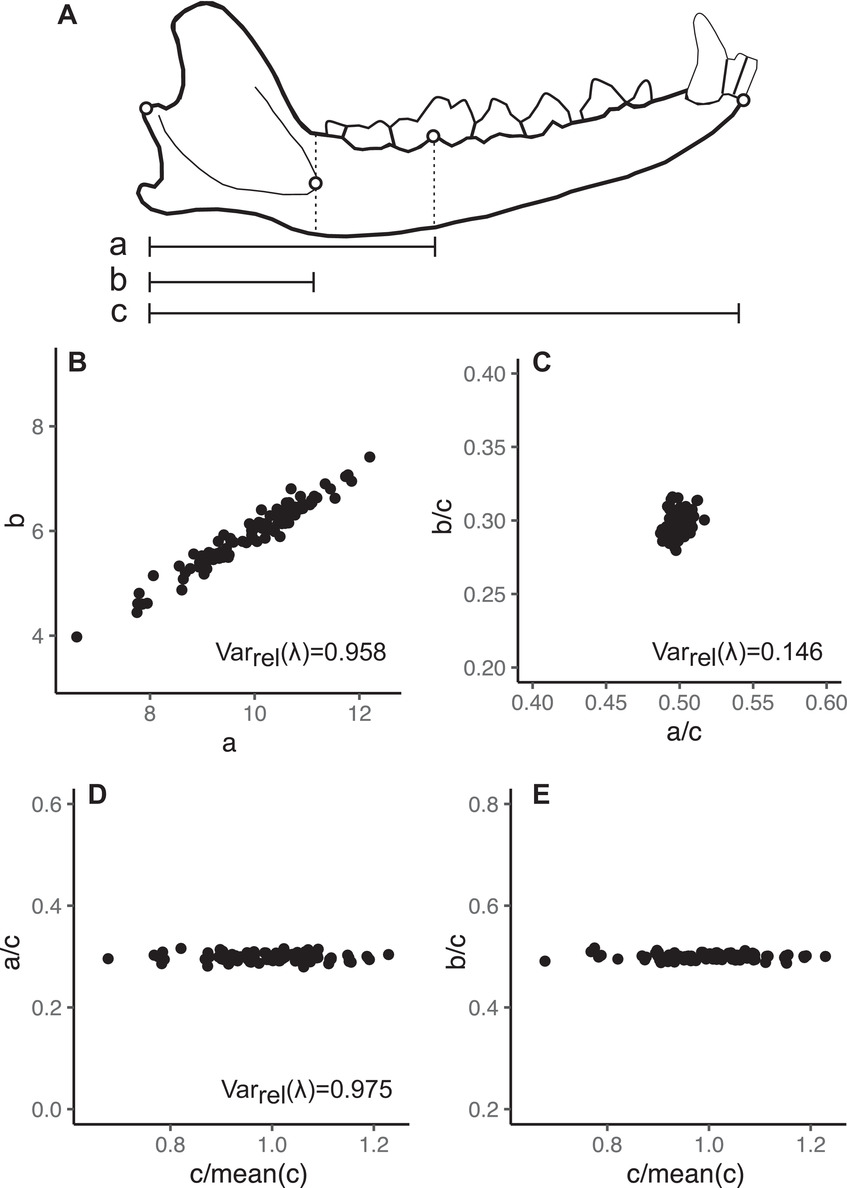 A
a
b
c
B
8
6
4
b
Var_rel(λ)=0.958
8 10 12
a
C
0.40
0.35
0.30
0.25
0.20
b/c
Var_rel(λ)=0.146
0.40 0.45 0.50 0.55 0.60
a/c
D
0.6
0.4
0.2
0.0
a/c
Var_rel(λ)=0.975
0.8 1.0 1.2
c/mean(c)
E
0.8
0.6
0.4
0.2
b/c
0.8 1.0 1.2
c/mean(c)